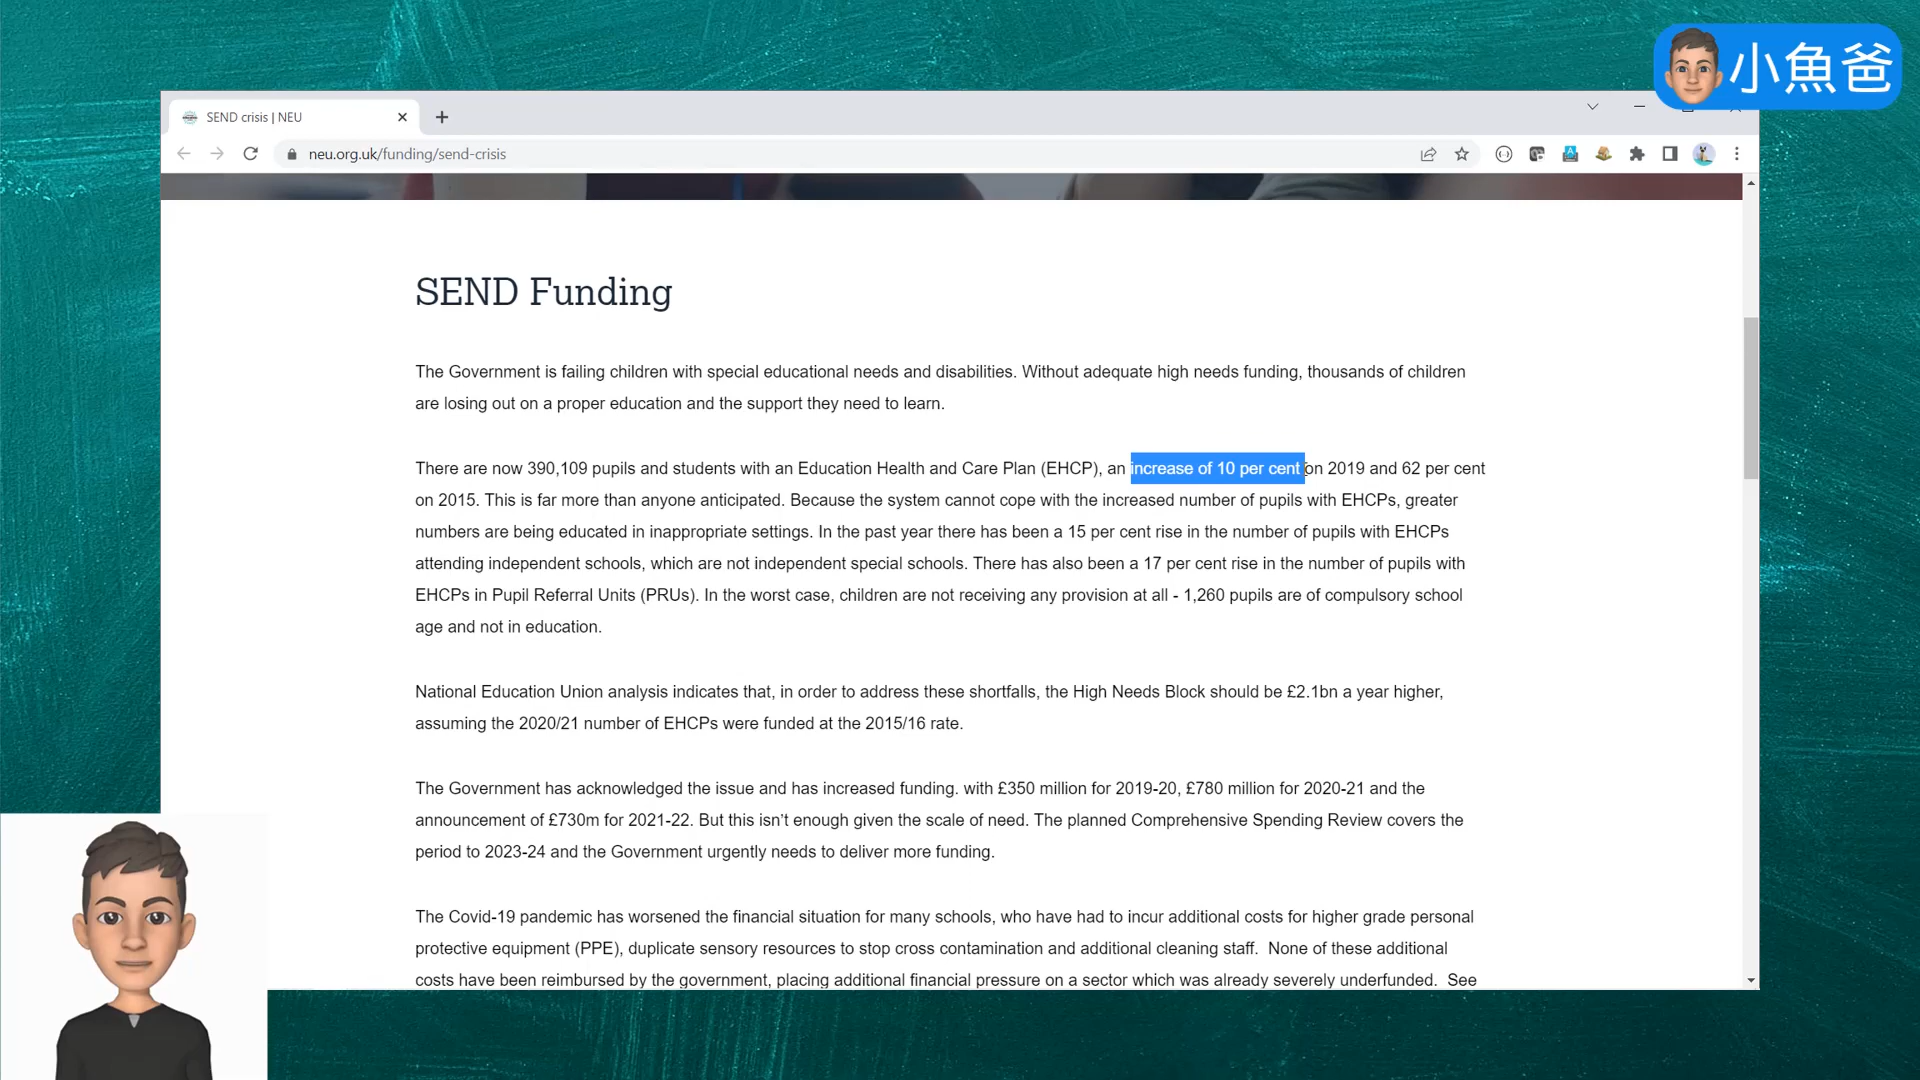 小魚爸
SEND crisis | NEU
neu.org.uk/funding/send-crisis
SEND Funding
The Government is failing children with special educational needs and disabilities. Without adequate high needs funding, thousands of children
are losing out on a proper education and the support they need to learn.
There are now 390,109 pupils and students with an Education Health and Care Plan (EHCP), an increase of 10 per cent on 2019 and 62 per cent
on 2015. This is far more than anyone anticipated. Because the system cannot cope with the increased number of pupils with EHCPs, greater
numbers are being educated in inappropriate settings. In the past year there has been a 15 per cent rise in the number of pupils with EHCPs
attending independent schools, which are not independent special schools. There has also been a 17 per cent rise in the number of pupils with
EHCPs in Pupil Referral Units (PRUs). In the worst case, children are not receiving any provision at all - 1,260 pupils are of compulsory school
age and not in education.
National Education Union analysis indicates that, in order to address these shortfalls, the High Needs Block should be £2.1bn a year higher,
assuming the 2020/21 number of EHCPs were funded at the 2015/16 rate.
The Government has acknowledged the issue and has increased funding. with £350 million for 2019-20, £780 million for 2020-21 and the
announcement of £730m for 2021-22. But this isn’t enough given the scale of need. The planned Comprehensive Spending Review covers the
period to 2023-24 and the Government urgently needs to deliver more funding.
The Covid-19 pandemic has worsened the financial situation for many schools, who have had to incur additional costs for higher grade personal
protective equipment (PPE), duplicate sensory resources to stop cross contamination and additional cleaning staff.  None of these additional
costs have been reimbursed by the government, placing additional financial pressure on a sector which was already severely underfunded.  See